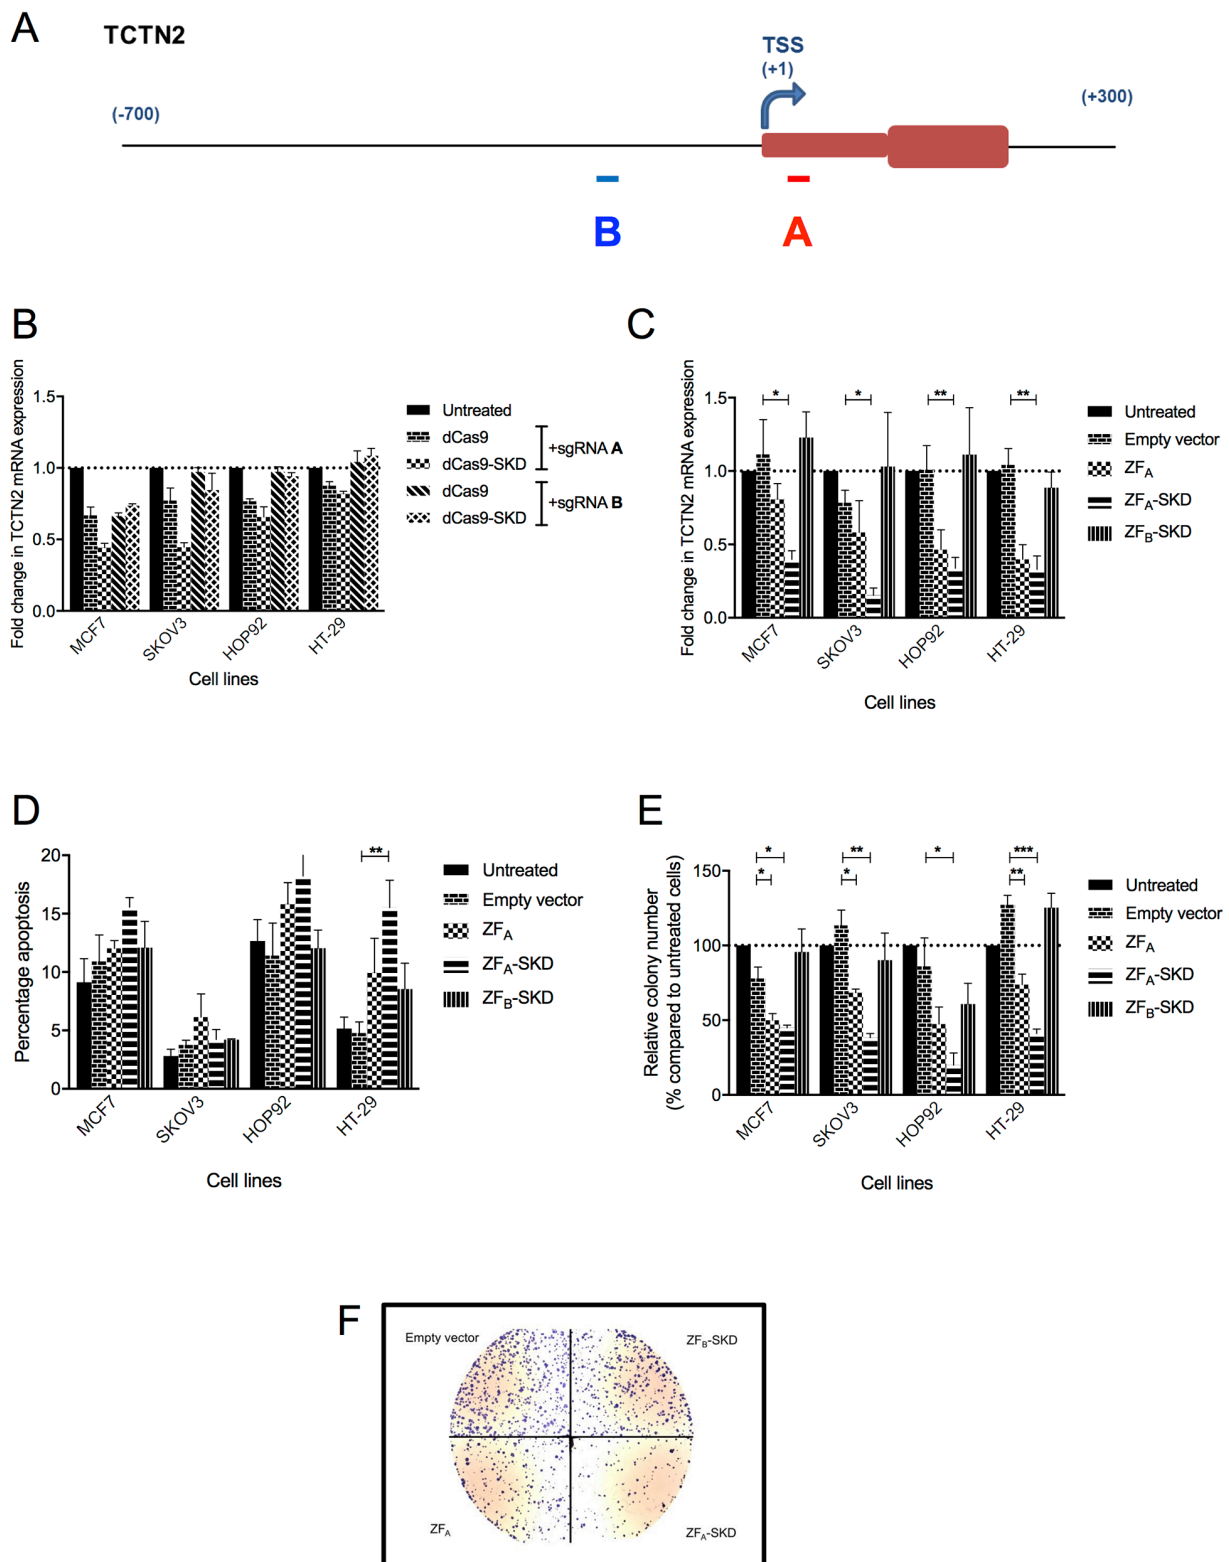 A
TCTN2
TSS
(+1)
(-700)
(+300)
B
A
B
Fold change in TCTN2 mRNA expression
1.5
1.0
0.5
0.0
MCF7
SKOV3
HOP92
HT-29
Cell lines
Untreated
dCas9
dCas9-SKD
+sgRNA A
dCas9
dCas9-SKD
+sgRNA B
C
Fold change in TCTN2 mRNA expression
1.5
1.0
0.5
0.0
* * ** **
MCF7
SKOV3
HOP92
HT-29
Cell lines
Untreated
Empty vector
ZFA
ZFA-SKD
ZFB-SKD
D
Percentage apoptosis
20
15
10
5
0
**
MCF7
SKOV3
HOP92
HT-29
Cell lines
Untreated
Empty vector
ZFA
ZFA-SKD
ZFB-SKD
E
Relative colony number
(% compared to untreated cells)
150
100
50
0
* ** * ***
* * **
MCF7
SKOV3
HOP92
HT-29
Cell lines
Untreated
Empty vector
ZFA
ZFA-SKD
ZFB-SKD
F
Empty vector
ZFB-SKD
ZFA
ZFA-SKD